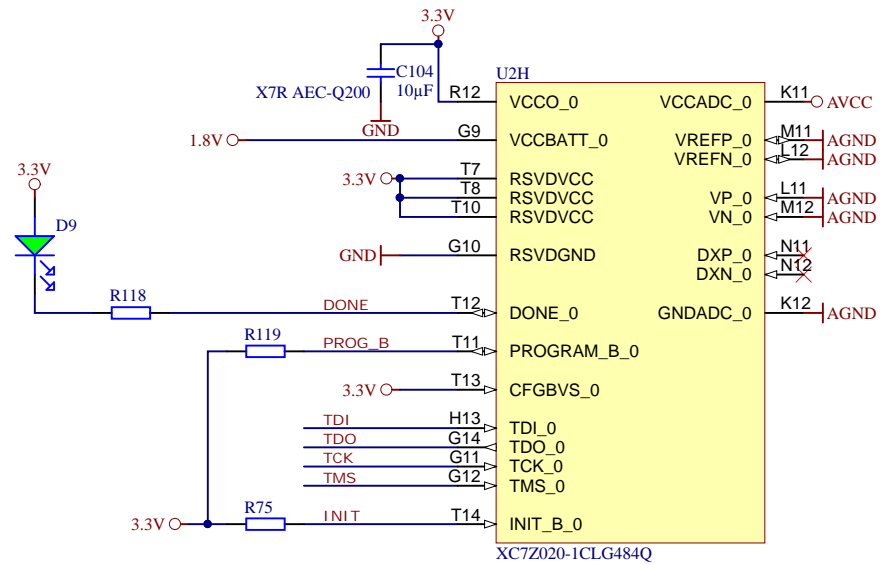 3.3V
U2H
C104
X7R AEC-Q200
10µF
GND
R12
VCCO_0
VCCADC_0
K11
AVCC
1.8V
G9
VCCBATT_0
VREFP_0
M11
AGND
VREFN_0
L12
AGND
3.3V
3.3V
T7
RSVDVCC
T8
RSVDVCC
VP_0
L11
AGND
T10
RSVDVCC
VN_0
M12
AGND
D9
GND
G10
RSVDGND
DXP_0
N11
DXN_0
N12
R118
DONE
T12
DONE_0
GNDADC_0
K12
AGND
R119
PROG_B
T11
PROGRAM_B_0
3.3V
T13
CFGBVS_0
TDI
H13
TDI_0
TDO
G14
TDO_0
TCK
G11
TCK_0
TMS
G12
TMS_0
3.3V
R75
INIT
T14
INIT_B_0
XC7Z020-1CLG484Q